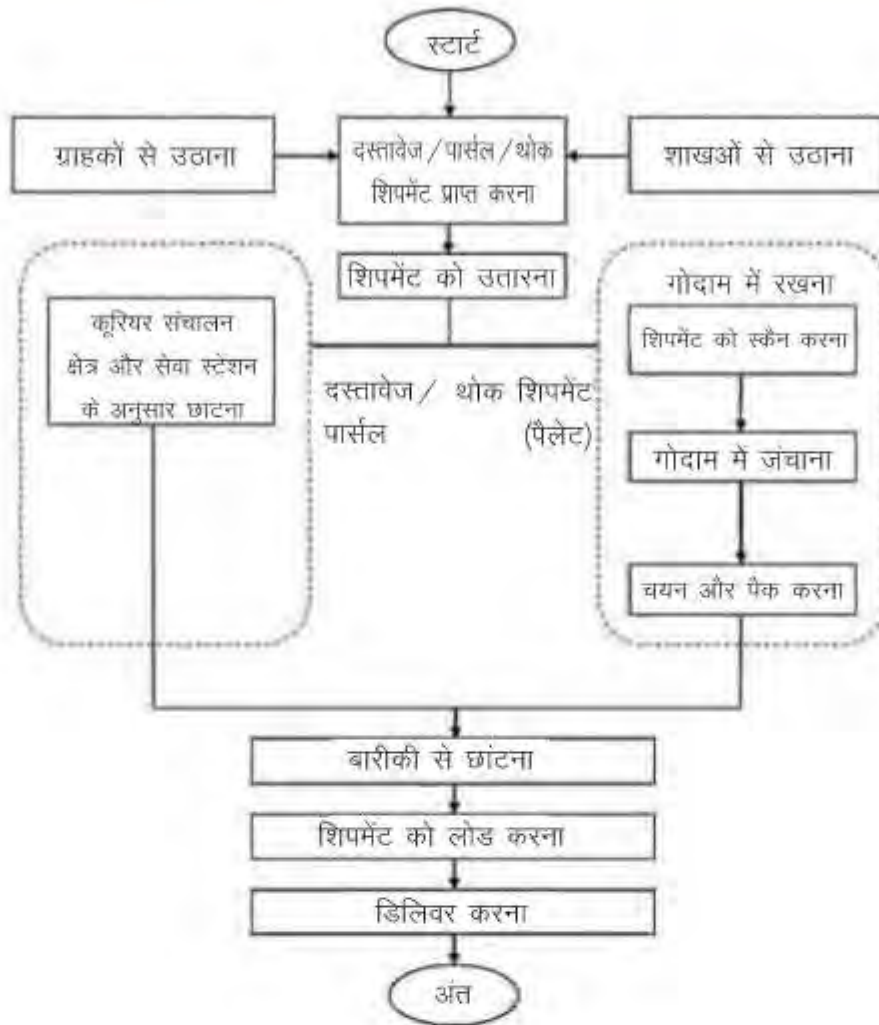 स्टार्ट
ग्राहकों से उठाना
दस्तावेज/पार्सल/थोक
शिपमेंट प्राप्त करना
शाखओं से उठाना
शिपमेंट को उतारना
कूरियर संचालन
क्षेत्र और सेवा स्टेशन
के अनुसार छाटना
दस्तावेज/ थोक शिपमेंट
पार्सल (पैलेट)
गोदाम में रखना
शिपमेंट को स्कैन करना
गोदाम में जंचाना
चयन और पैक करना
बारीकी से छांटना
शिपमेंट को लोड करना
डिलिवर करना
अंत